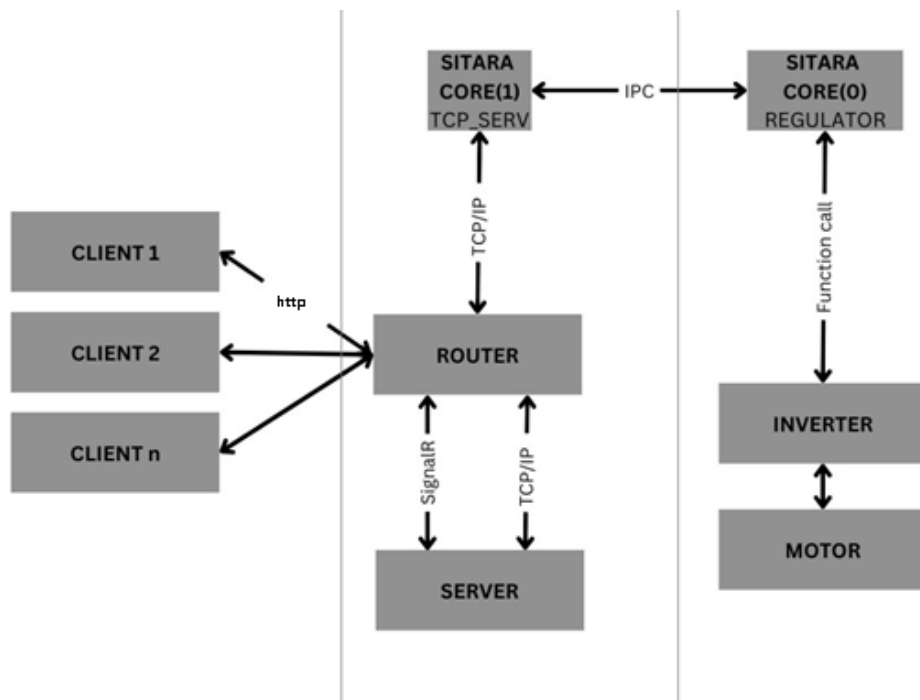 SITARA
CORE(1)
TCP_SERV
IPC
SITARA
CORE(0)
REGULATOR
TCP/IP
Function call
CLIENT 1
http
CLIENT 2
ROUTER
CLIENT n
INVERTER
SignalR
TCP/IP
MOTOR
SERVER